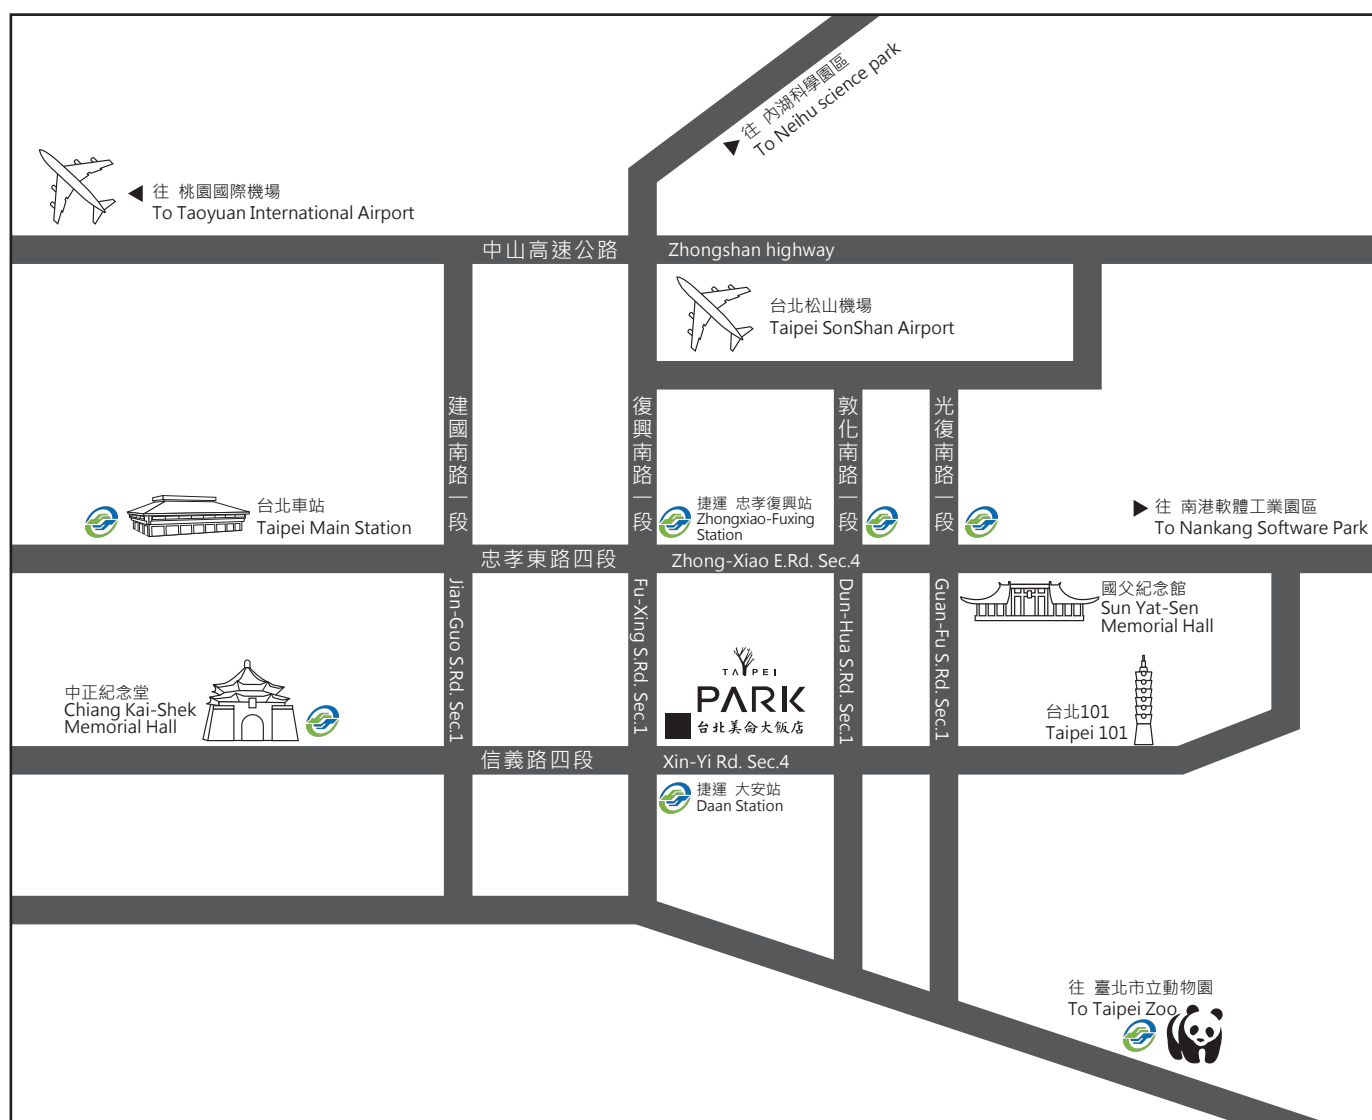 往 內湖科學園區
To Neihu science park
往 桃園國際機場
To Taoyuan International Airport
中山高速公路 Zhongshan highway
台北松山機場
Taipei SonShan Airport
建國南路一段
復興南路一段
敦化南路一段
光復南路一段
台北車站
Taipei Main Station
捷運 忠孝復興站
Zhongxiao-Fuxing
Station
往 南港軟體工業園區
To Nankang Software Park
忠孝東路四段 Zhong-Xiao E.Rd. Sec.4
Jian-Guo S.Rd. Sec.1
Fu-Xing S.Rd. Sec.1
Dun-Hua S.Rd. Sec.1
Guan-Fu S.Rd. Sec.1
國父紀念館
Sun Yat-Sen
Memorial Hall
TAIPEI
PARK
台北美侖大飯店
中正紀念堂
Chiang Kai-Shek
Memorial Hall
台北101
Taipei 101
信義路四段 Xin-Yi Rd. Sec.4
捷運 大安站
Daan Station
往 臺北市立動物園
To Taipei Zoo